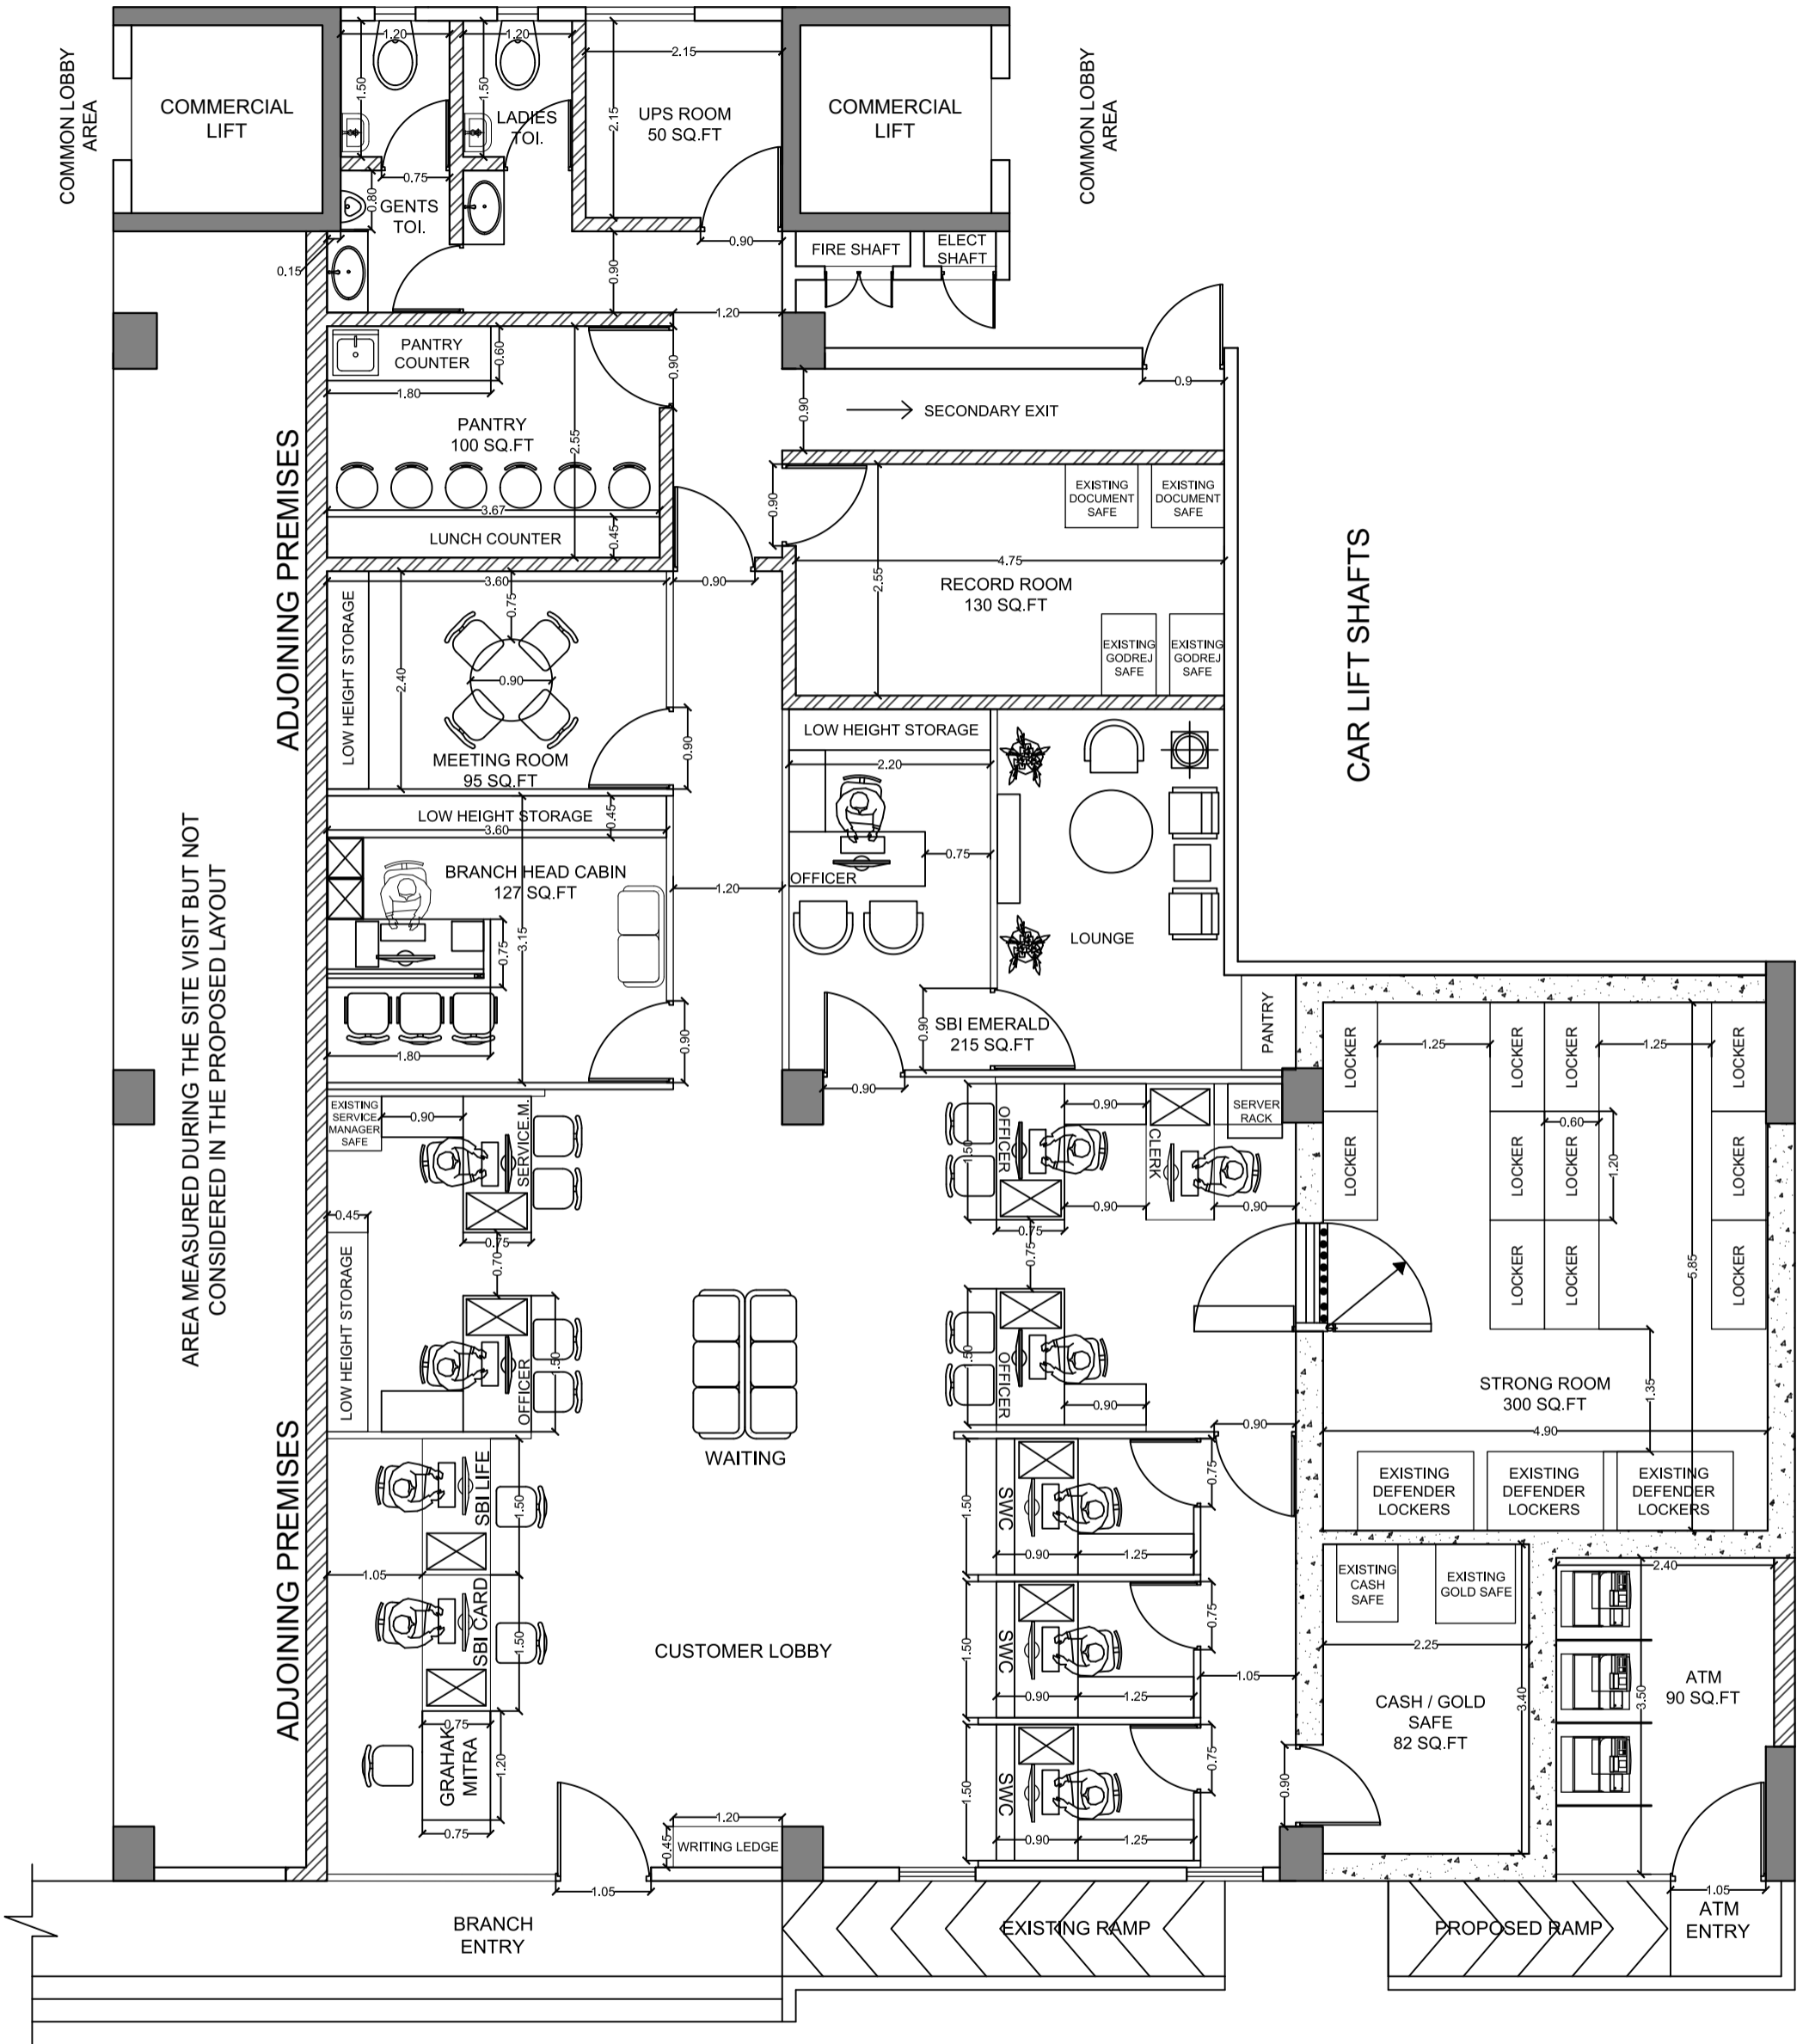 COMMON LOBBY
AREA
COMMERCIAL
LIFT
1.20
1.20
1.50
1.50
LADIES
TOI.
2.15
2.15
UPS ROOM
50 SQ.FT
COMMERCIAL
LIFT
COMMON LOBBY
AREA
0.75
0.80
GENTS
TOI.
0.15
0.90
0.90
1.20
FIRE SHAFT
ELECT
SHAFT
PANTRY
COUNTER
0.60
1.80
0.90
PANTRY
100 SQ.FT
2.55
3.67
LUNCH COUNTER
0.45
0.90
0.9
SECONDARY EXIT
0.90
EXISTING
DOCUMENT
SAFE
EXISTING
DOCUMENT
SAFE
4.75
2.55
RECORD ROOM
130 SQ.FT
EXISTING
GODREJ
SAFE
EXISTING
GODREJ
SAFE
ADJOINING PREMISES
CAR LIFT SHAFTS
3.60
0.90
0.75
LOW HEIGHT STORAGE
2.40
0.90
MEETING ROOM
95 SQ.FT
0.90
LOW HEIGHT STORAGE
0.45
3.60
BRANCH HEAD CABIN
127 SQ.FT
0.75
3.15
1.80
0.90
1.20
LOW HEIGHT STORAGE
2.20
0.75
OFFICER
LOUNGE
0.90
SBI EMERALD
215 SQ.FT
PANTRY
0.90
AREA MEASURED DURING THE SITE VISIT BUT NOT
CONSIDERED IN THE PROPOSED LAYOUT
EXISTING
SERVICE
MANAGER
SAFE
0.90
SERVICE.M.
0.45
0.75
0.70
LOW HEIGHT STORAGE
OFFICER
.50
OFFICER
1.50
0.90
CLERK
SERVER
RACK
0.90
0.90
0.75
0.75
OFFICER
1.50
0.90
0.90
LOCKER
LOCKER
LOCKER
LOCKER
LOCKER
LOCKER
LOCKER
LOCKER
LOCKER
LOCKER
LOCKER
1.25
1.25
0.60
1.20
5.85
1.35
STRONG ROOM
300 SQ.FT
4.90
EXISTING
DEFENDER
LOCKERS
EXISTING
DEFENDER
LOCKERS
EXISTING
DEFENDER
LOCKERS
WAITING
ADJOINING PREMISES
SBI LIFE
1.50
1.05
SBI CARD
1.50
0.75
GRAHAK
MITRA
1.20
0.75
CUSTOMER LOBBY
SWC
1.50
0.90
1.25
0.75
SWC
1.50
0.90
1.25
0.75
1.05
SWC
1.50
0.90
1.25
0.75
EXISTING
CASH
SAFE
EXISTING
GOLD SAFE
2.25
3.40
CASH / GOLD
SAFE
82 SQ.FT
0.90
2.40
3.50
ATM
90 SQ.FT
1.20
0.45
WRITING LEDGE
1.05
1.05
BRANCH
ENTRY
EXISTING RAMP
PROPOSED RAMP
ATM
ENTRY